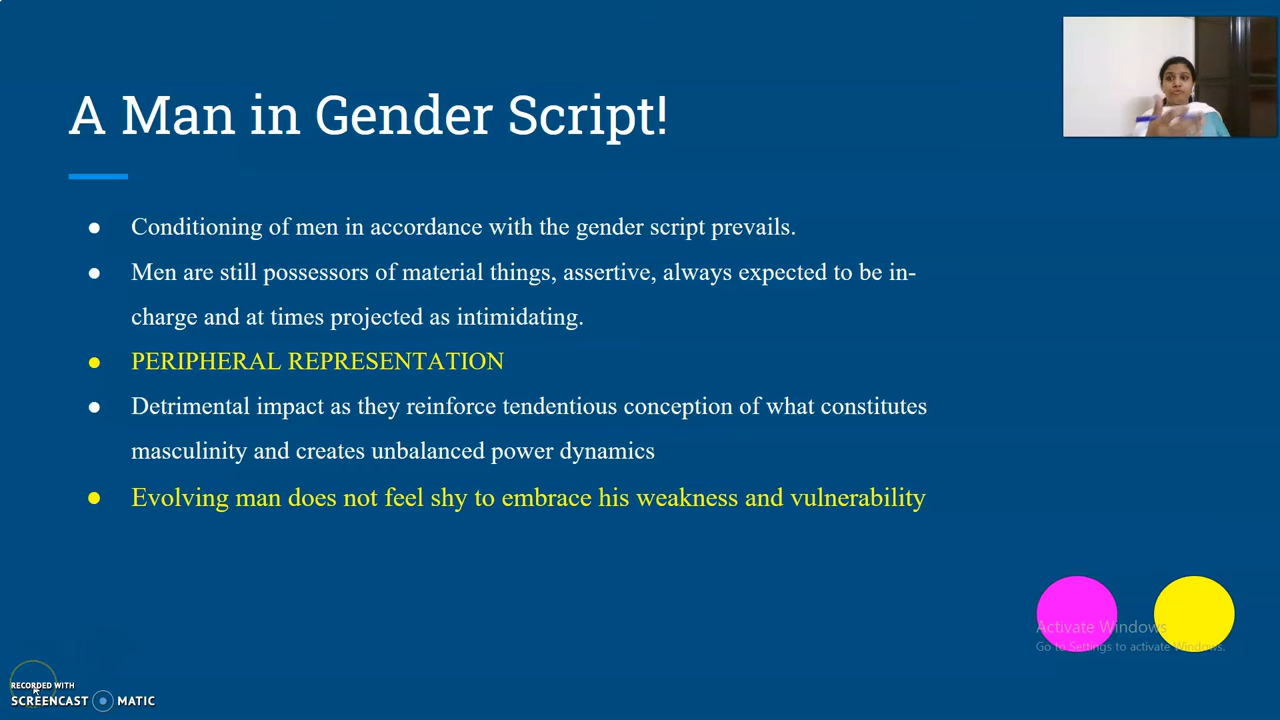 A Man in Gender Script!
● Conditioning of men in accordance with the gender script prevails.
● Men are still possessors of material things, assertive, always expected to be in-
charge and at times projected as intimidating.
● PERIPHERAL REPRESENTATION
● Detrimental impact as they reinforce tendentious conception of what constitutes
masculinity and creates unbalanced power dynamics
● Evolving man does not feel shy to embrace his weakness and vulnerability
Activate Windows
Go to Settings to activate Windows.
RECORDED WITH
SCREENCAST MATIC